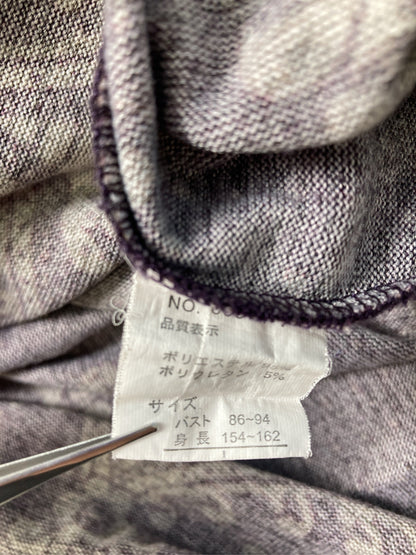 NO.
品質表示
ポリエステル
ポリウレタン 5%
サイズ
バスト 86~94
身長 154~162